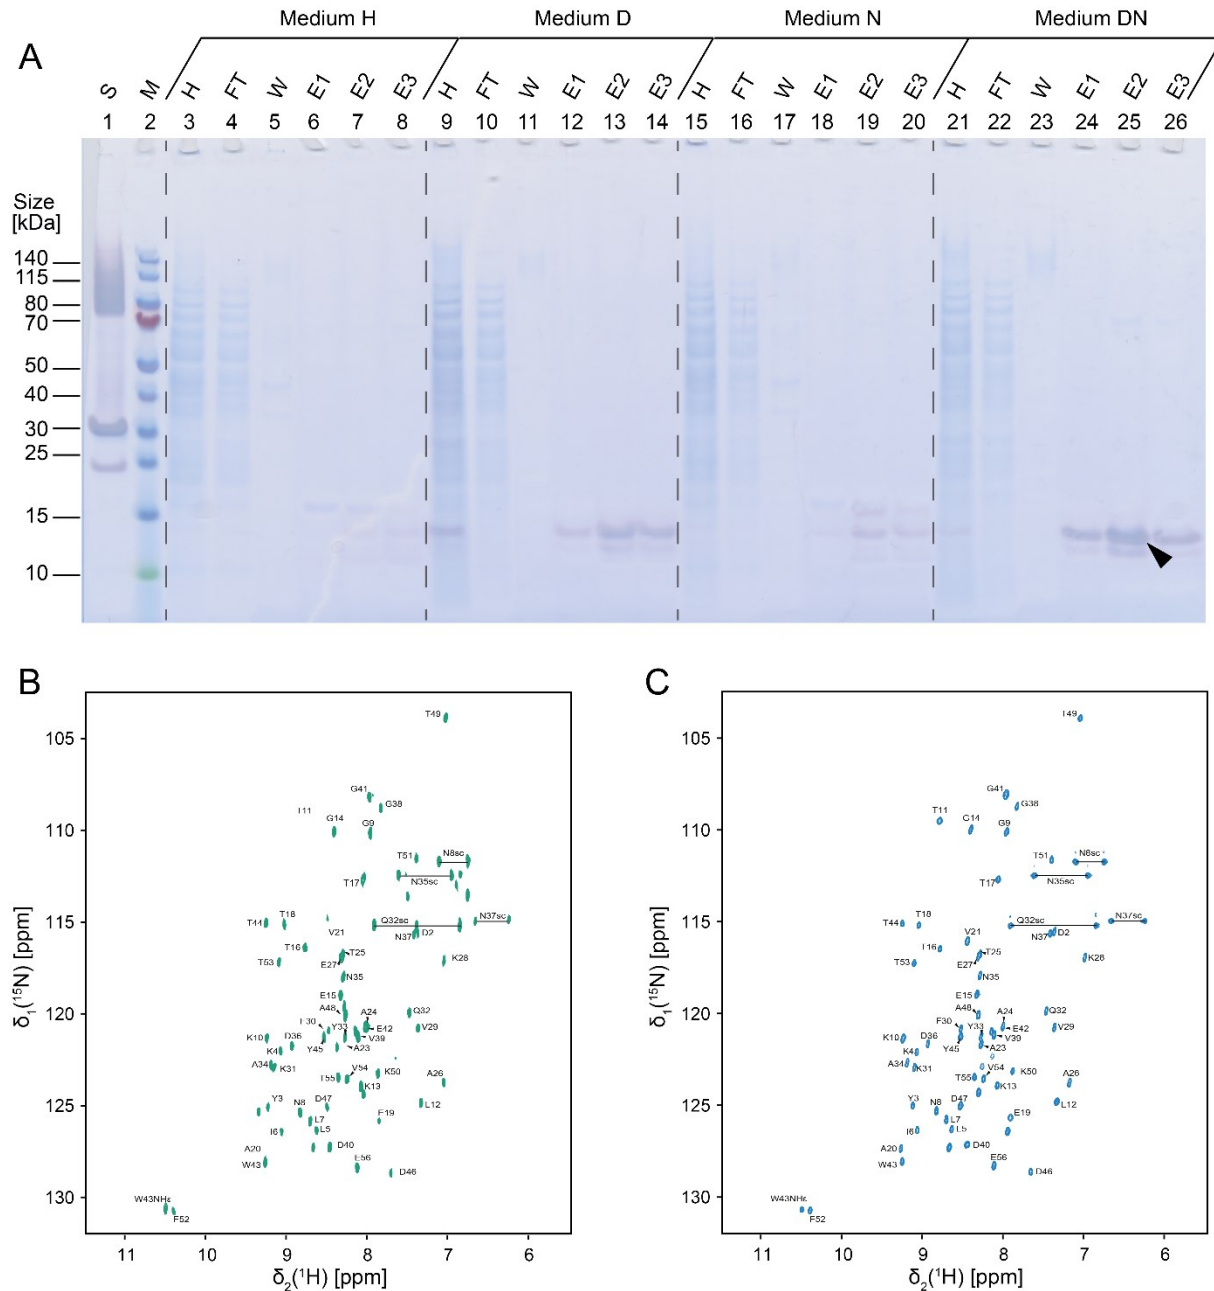 Medium H Medium D Medium N Medium DN
A
S M H FT W E1 E2 E3 H FT W E1 E2 E3 H FT W E1 E2 E3 H FT W E1 E2 E3
1 2 3 4 5 6 7 8 9 10 11 12 13 14 15 16 17 18 19 20 21 22 23 24 25 26
Size
[kDa]
140
115
80
70
50
40
30
25
15
10
B
T49
G41
G38
I11
G14
G9
T51
N8sc
T17
N35sc
T44
T18
Q32sc
N37sc
V21
N37
D2
T16
T25
T53
E27
K28
N35
E15
A48
A24
Q32
I 30
Y33
E42
V29
K10
D36
V39
K4
Y45
A23
A34
K31
V54
K50
T55
K13
A26
Y3
N8
D47
L12
L7
E19
I6
L5
A20
D40
W43
E56
D46
W43NHε
F52
105
110
115
120
125
130
11 10 9 8 7 6
δ₁(¹⁵N) [ppm]
δ₂(¹H) [ppm]
C
T49
G41
G38
T11
G14
G9
T51
N6sc
T17
N35sc
T44
T18
Q32sc
N37sc
V21
N37
D2
I16
T25
T53
E27
K28
N35
E15
A48
A24
Q32
F30
Y33
E42
V29
K10
D36
V39
K4
Y45
A23
A34
K31
V54
K50
T55
K13
A26
Y3
N8
D47
L12
L7
E19
I6
L5
A20
D40
W43
E56
D46
W43NHε
F52
105
110
115
120
125
130
11 10 9 8 7 6
δ₁(¹⁵N) [ppm]
δ₂(¹H) [ppm]